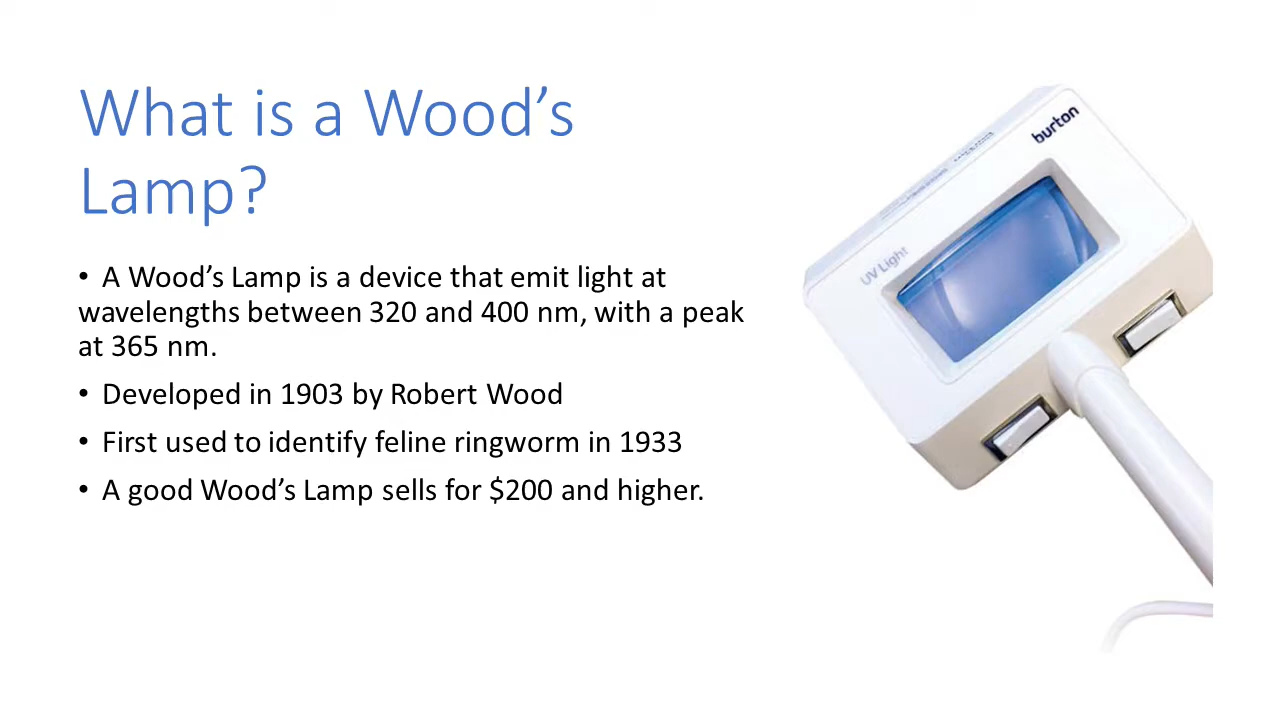 What is a Wood’s
Lamp?
• A Wood’s Lamp is a device that emit light at
wavelengths between 320 and 400 nm, with a peak
at 365 nm.
• Developed in 1903 by Robert Wood
• First used to identify feline ringworm in 1933
• A good Wood’s Lamp sells for $200 and higher.
burton
UV Light